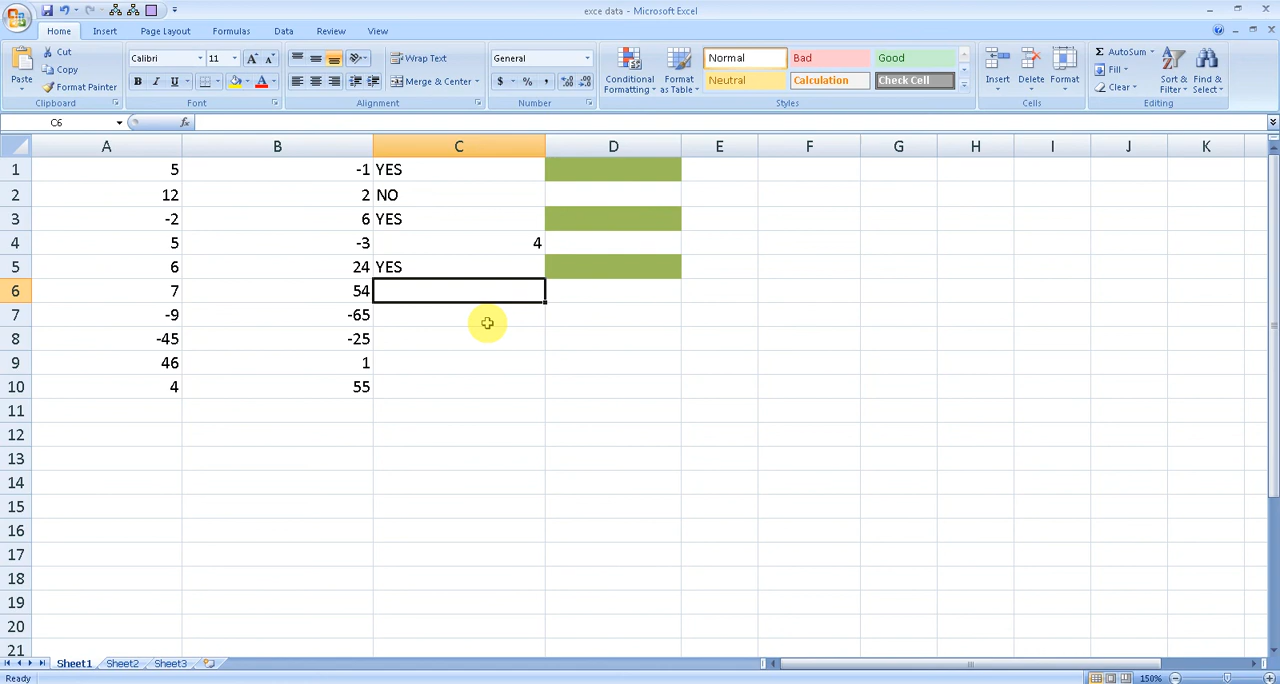 exce data - Microsoft Excel
Home Insert Page Layout Formulas Data Review View
Paste Cut Copy Format Painter Clipboard
Calibri 11 A A B I U A Font
Wrap Text Merge & Center Alignment
General $ % , .0 .00 .00 .0 Number
Conditional Formatting Format as Table Normal Bad Good Neutral Calculation Check Cell Styles
Insert Delete Format Cells
Σ AutoSum Fill Clear Sort & Filter Find & Select Editing
C6 fx
A B C D E F G H I J K
1 5 -1 YES
2 12 2 NO
3 -2 6 YES
4 5 -3 4
5 6 24 YES
6 7 54
7 -9 -65
8 -45 -25
9 46 1
10 4 55
11
12
13
14
15
16
17
18
19
20
21
Sheet1 Sheet2 Sheet3
Ready 150%